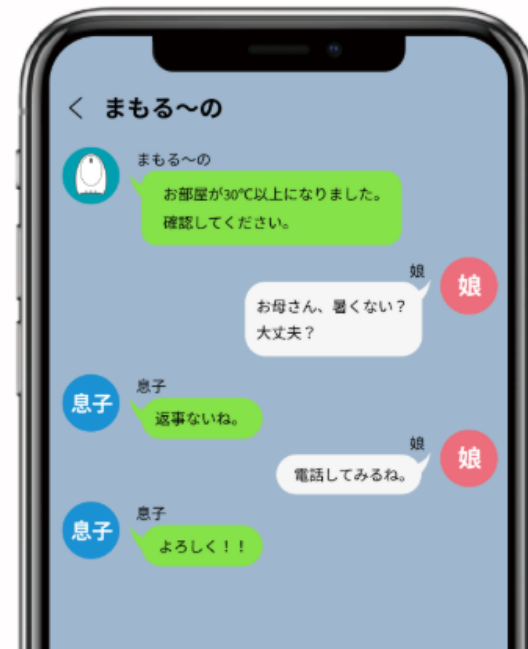 まもる〜の
まもる〜の
お部屋が30℃以上になりました。
確認してください。
娘
娘
お母さん、暑くない？
大丈夫？
息子
息子
返事ないね。
娘
娘
電話してみるね。
息子
息子
よろしく！！